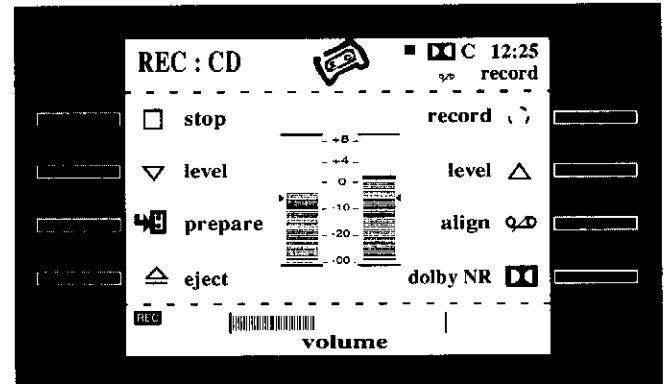 REC : CD
C 12:25
record
stop
record
+8
+4
level
0
level
-10
prepare
align
-20
-00
eject
dolby NR
REC
volume